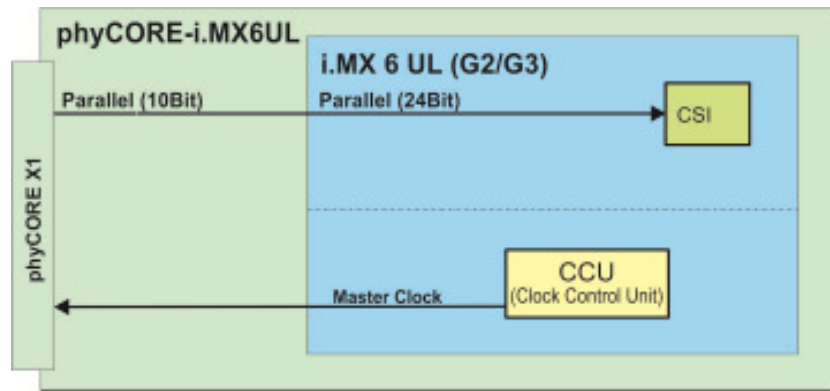 phyCORE-i.MX6UL
i.MX 6 UL (G2/G3)
Parallel (10Bit)
Parallel (24Bit)
CSI
phyCORE X1
CCU
(Clock Control Unit)
Master Clock